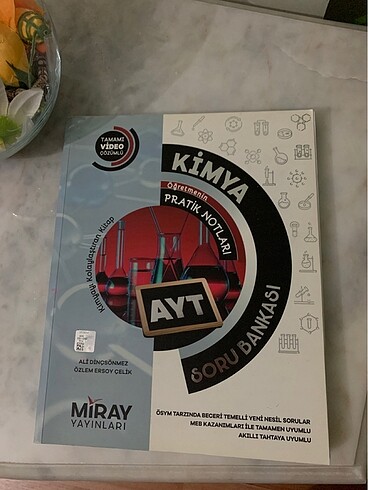 TAMAMI
VİDEO
ÇÖZÜMLÜ
KİMYA
Öğretmenin
PRATİK NOTLARI
Kimyayı Kolaylaştıran Kitap
AYT
SORU BANKASI
ALİ DİNÇSÖNMEZ
ÖZLEM ERSOY ÇELİK
MİRAY
YAYINLARI
ÖSYM TARZINDA BECERİ TEMELLİ YENİ NESİL SORULAR
MEB KAZANIMLARI İLE TAMAMEN UYUMLU
AKILLI TAHTAYA UYUMLU